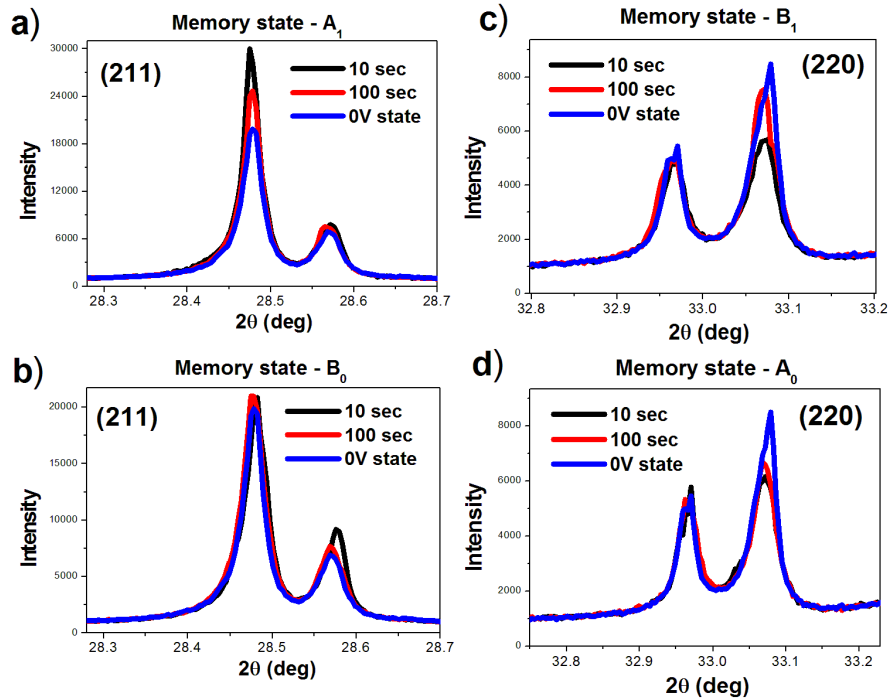 a)
Memory state - A1
(211)
10 sec
100 sec
0V state
Intensity
30000
24000
18000
12000
6000
0
28.3 28.4 28.5 28.6 28.7
2θ (deg)
c)
Memory state - B1
(220)
10 sec
100 sec
0V state
Intensity
8000
6000
4000
2000
0
32.8 32.9 33.0 33.1 33.2
2θ (deg)
b)
Memory state - B0
(211)
10 sec
100 sec
0V state
Intensity
20000
15000
10000
5000
0
28.3 28.4 28.5 28.6 28.7
2θ (deg)
d)
Memory state - A0
(220)
10 sec
100 sec
0V state
Intensity
8000
6000
4000
2000
0
32.8 32.9 33.0 33.1 33.2
2θ (deg)